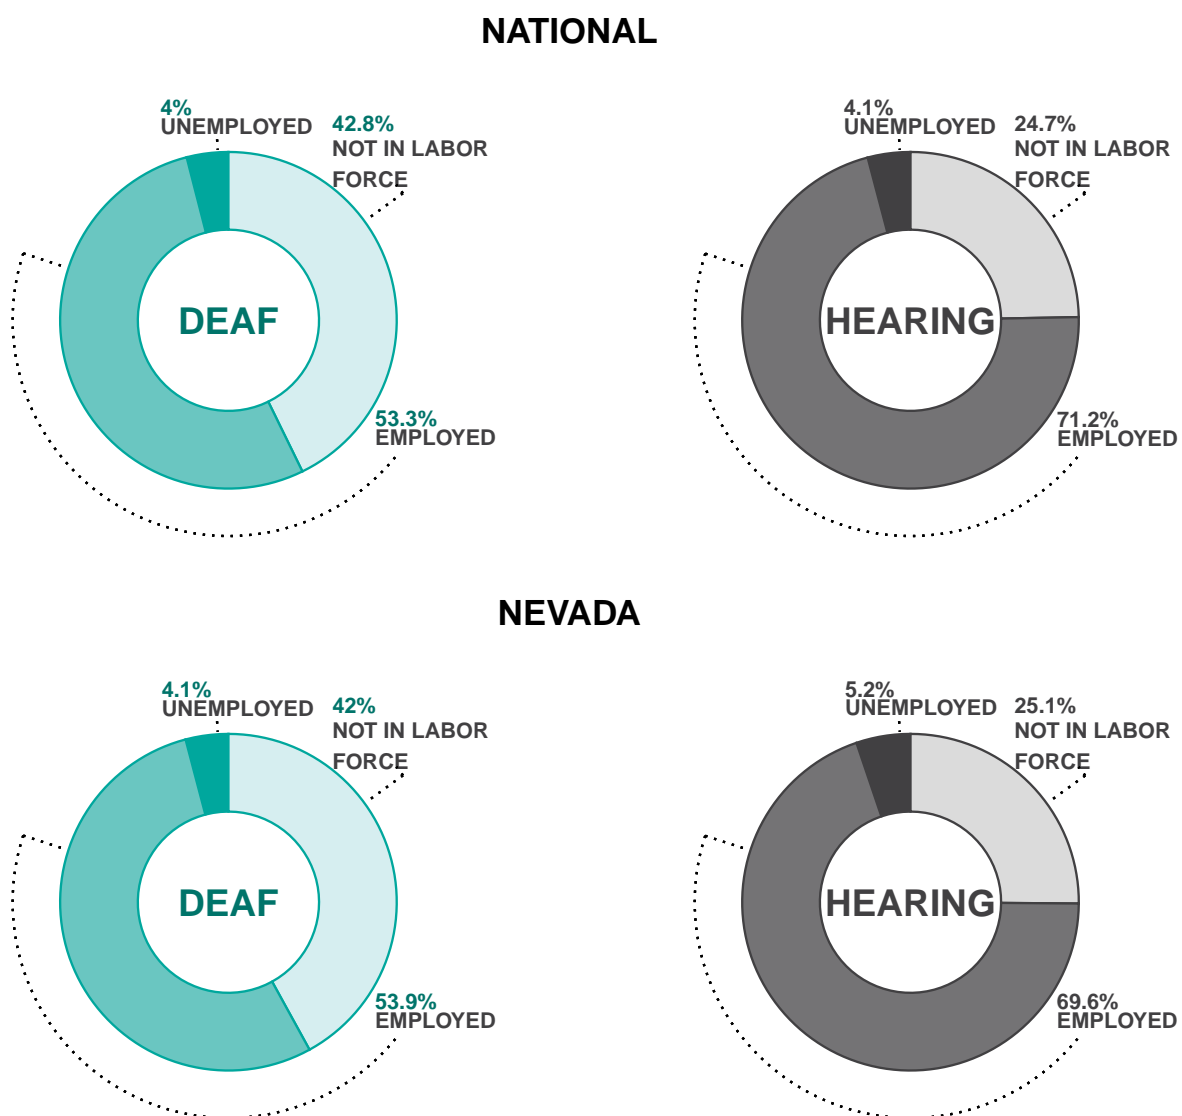 NATIONAL
4%
UNEMPLOYED
42.8%
NOT IN LABOR
FORCE
DEAF
53.3%
EMPLOYED
4.1%
UNEMPLOYED
24.7%
NOT IN LABOR
FORCE
HEARING
71.2%
EMPLOYED
NEVADA
4.1%
UNEMPLOYED
42%
NOT IN LABOR
FORCE
DEAF
53.9%
EMPLOYED
5.2%
UNEMPLOYED
25.1%
NOT IN LABOR
FORCE
HEARING
69.6%
EMPLOYED